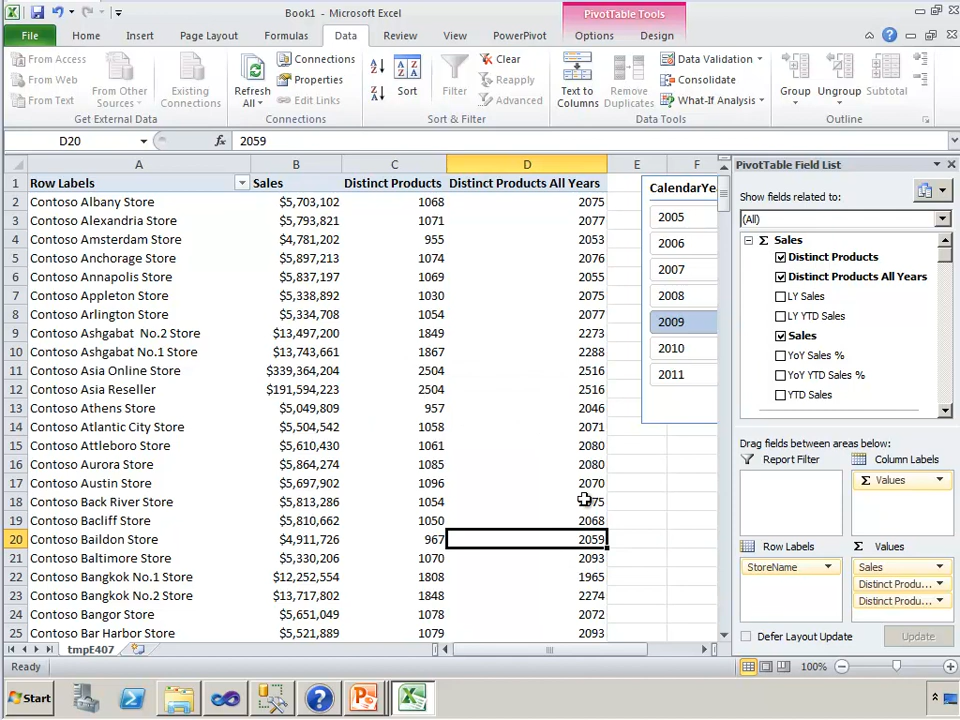 Book1 - Microsoft Excel
PivotTable Tools
File Home Insert Page Layout Formulas Data Review View PowerPivot Options Design
From Access
From Web
From Text
From Other Sources
Existing Connections
Get External Data
Refresh All
Connections
Properties
Edit Links
Connections
Sort
Filter
Clear
Reapply
Advanced
Sort & Filter
Text to Columns
Remove Duplicates
Data Validation
Consolidate
What-If Analysis
Data Tools
Group
Ungroup
Subtotal
Outline
D20 fx 2059
A B C D E F
1 Row Labels Sales Distinct Products Distinct Products All Years
2 Contoso Albany Store $5,703,102 1068 2075
3 Contoso Alexandria Store $5,793,821 1071 2077
4 Contoso Amsterdam Store $4,781,202 955 2053
5 Contoso Anchorage Store $5,897,213 1074 2076
6 Contoso Annapolis Store $5,837,197 1069 2055
7 Contoso Appleton Store $5,338,892 1030 2075
8 Contoso Arlington Store $5,334,708 1054 2077
9 Contoso Ashgabat No.2 Store $13,497,200 1849 2273
10 Contoso Ashgabat No.1 Store $13,743,661 1867 2288
11 Contoso Asia Online Store $339,364,204 2504 2516
12 Contoso Asia Reseller $191,594,223 2504 2516
13 Contoso Athens Store $5,049,809 957 2046
14 Contoso Atlantic City Store $5,504,542 1058 2071
15 Contoso Attleboro Store $5,610,430 1061 2080
16 Contoso Aurora Store $5,864,274 1085 2080
17 Contoso Austin Store $5,697,902 1096 2070
18 Contoso Back River Store $5,813,286 1054
19 Contoso Bacliff Store $5,810,662 1050 2068
20 Contoso Baildon Store $4,911,726 967 2059
21 Contoso Baltimore Store $5,330,206 1070 2093
22 Contoso Bangkok No.1 Store $12,252,554 1808 1965
23 Contoso Bangkok No.2 Store $13,717,802 1848 2274
24 Contoso Bangor Store $5,651,049 1078 2072
25 Contoso Bar Harbor Store $5,521,889 1079 2093
CalendarYe
2005
2006
2007
2008
2009
2010
2011
PivotTable Field List
Show fields related to:
(All)
Σ Sales
Distinct Products
Distinct Products All Years
LY Sales
LY YTD Sales
Sales
YoY Sales %
YoY YTD Sales %
YTD Sales
Drag fields between areas below:
Report Filter
Column Labels
Σ Values
Row Labels
Σ Values
StoreName
Sales
Distinct Produ...
Distinct Produ...
Defer Layout Update
Update
tmpE407
Ready
100%
Start